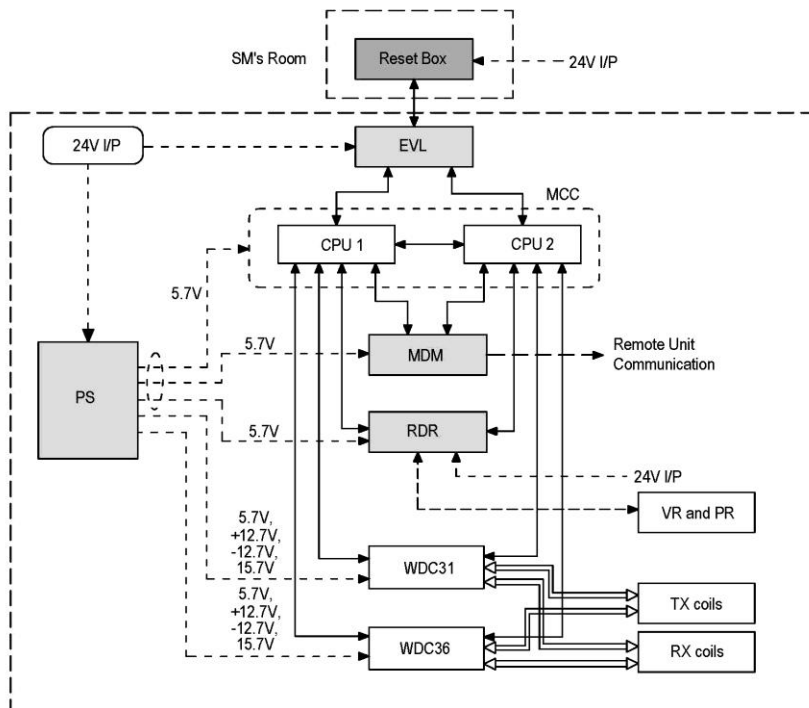 SM's Room
Reset Box
24V I/P
24V I/P
EVL
MCC
CPU 1
CPU 2
5.7V
PS
5.7V
MDM
Remote Unit
Communication
5.7V
RDR
24V I/P
VR and PR
5.7V,
+12.7V,
-12.7V,
15.7V
WDC31
TX coils
5.7V,
+12.7V,
-12.7V,
15.7V
WDC36
RX coils